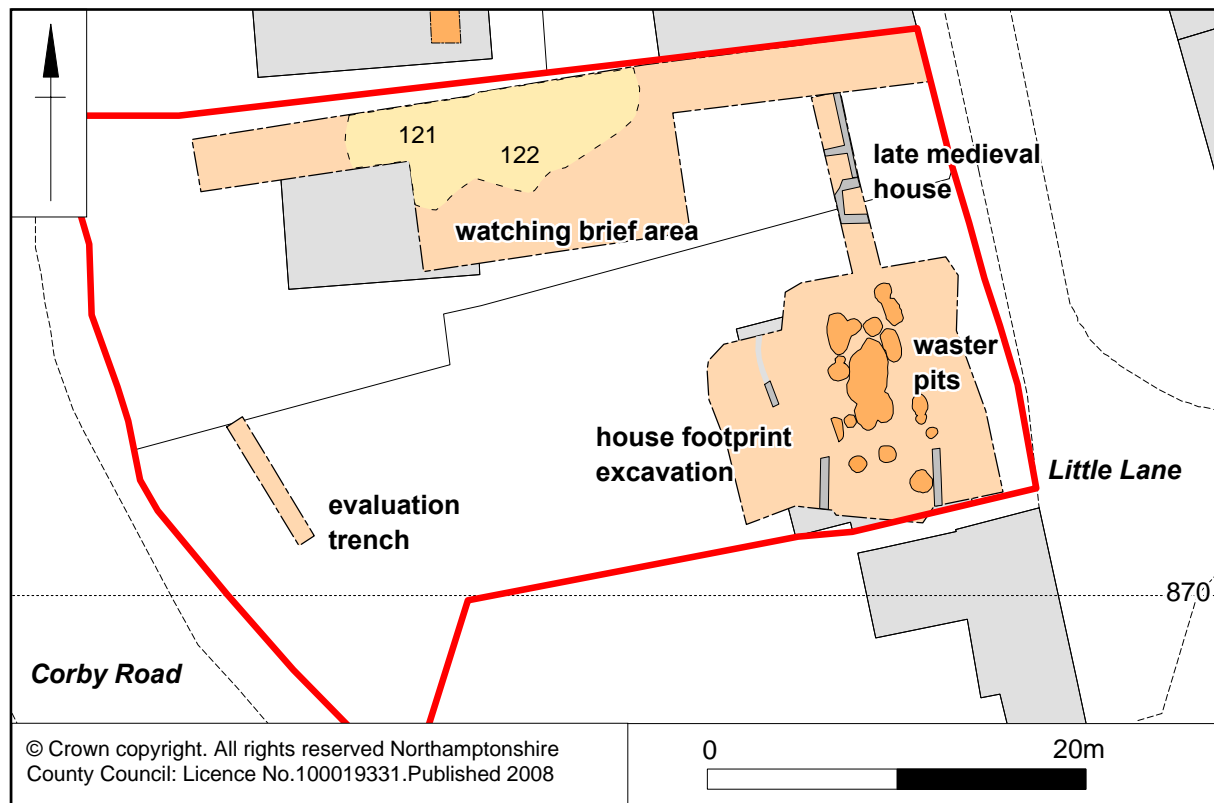 121
122
late medieval
house
watching brief area
waster
pits
house footprint
excavation
Little Lane
evaluation
trench
870
Corby Road
© Crown copyright. All rights reserved Northamptonshire
County Council: Licence No.100019331.Published 2008
0
20m